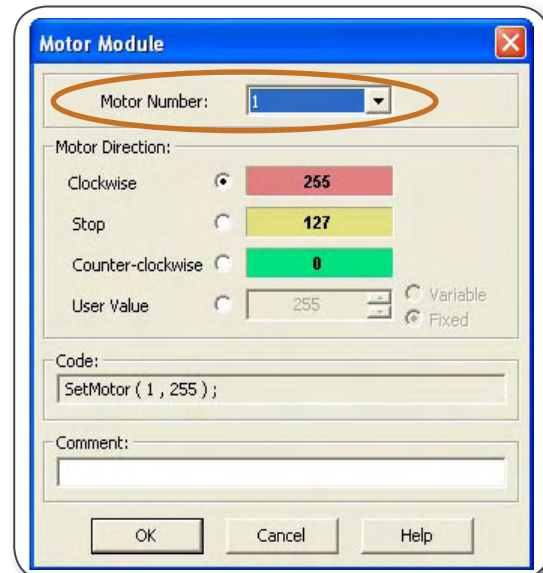 Motor Module
Motor Number: 1
Motor Direction:
Clockwise 255
Stop 127
Counter-clockwise 0
User Value 255 Variable
Fixed
Code:
SetMotor ( 1 , 255 ) ;
Comment:
OK Cancel Help